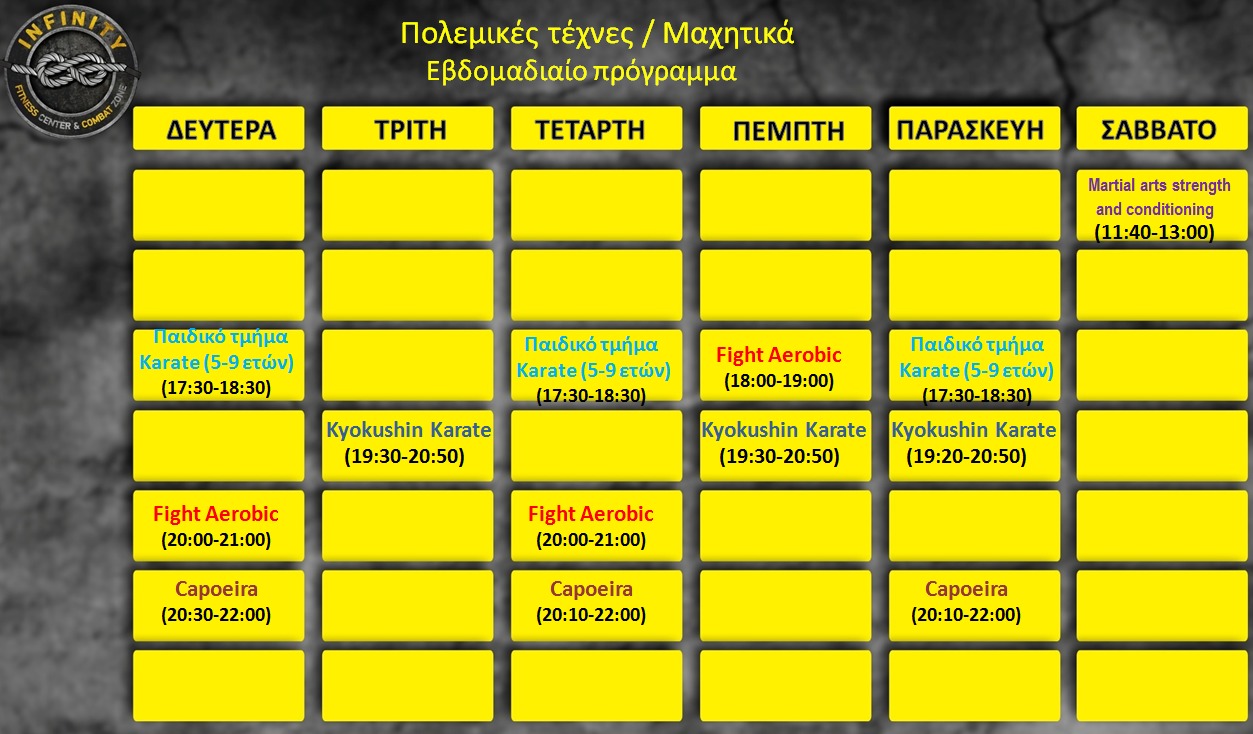 INFINITY
FITNESS CENTER & COMBAT ZONE
Πολεμικές τέχνες / Μαχητικά
Εβδομαδιαίο πρόγραμμα
ΔΕΥΤΕΡΑ ΤΡΙΤΗ ΤΕΤΑΡΤΗ ΠΕΜΠΤΗ ΠΑΡΑΣΚΕΥΗ ΣΑΒΒΑΤΟ
Martial arts strength
and conditioning
(11:40-13:00)
Παιδικό τμήμα
Karate (5-9 ετών)
(17:30-18:30)
Παιδικό τμήμα
Karate (5-9 ετών)
(17:30-18:30)
Fight Aerobic
(18:00-19:00)
Παιδικό τμήμα
Karate (5-9 ετών)
(17:30-18:30)
Kyokushin Karate
(19:30-20:50)
Kyokushin Karate
(19:30-20:50)
Kyokushin Karate
(19:20-20:50)
Fight Aerobic
(20:00-21:00)
Fight Aerobic
(20:00-21:00)
Capoeira
(20:30-22:00)
Capoeira
(20:10-22:00)
Capoeira
(20:10-22:00)